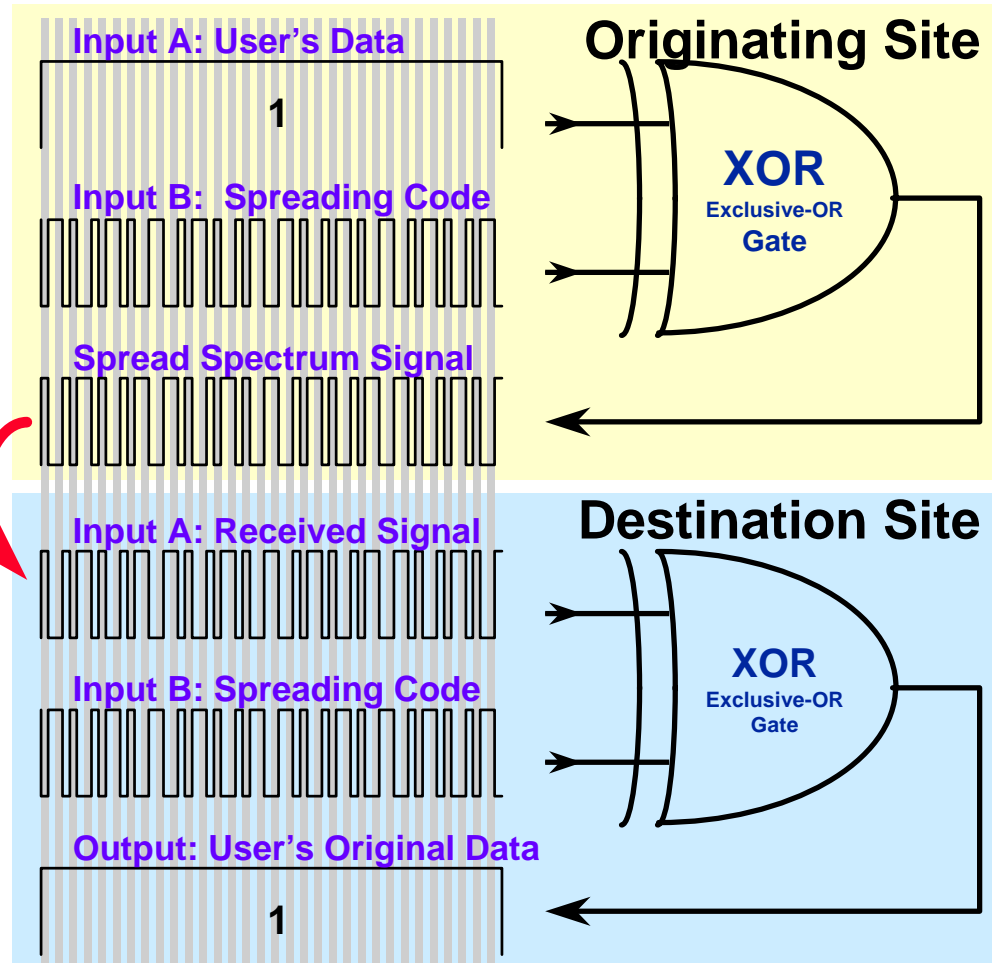 Originating Site
Input A: User's Data
1
XOR
Exclusive-OR
Gate
Input B:  Spreading Code
Spread Spectrum Signal
Destination Site
Input A: Received Signal
XOR
Exclusive-OR
Gate
Input B: Spreading Code
Output: User's Original Data
1